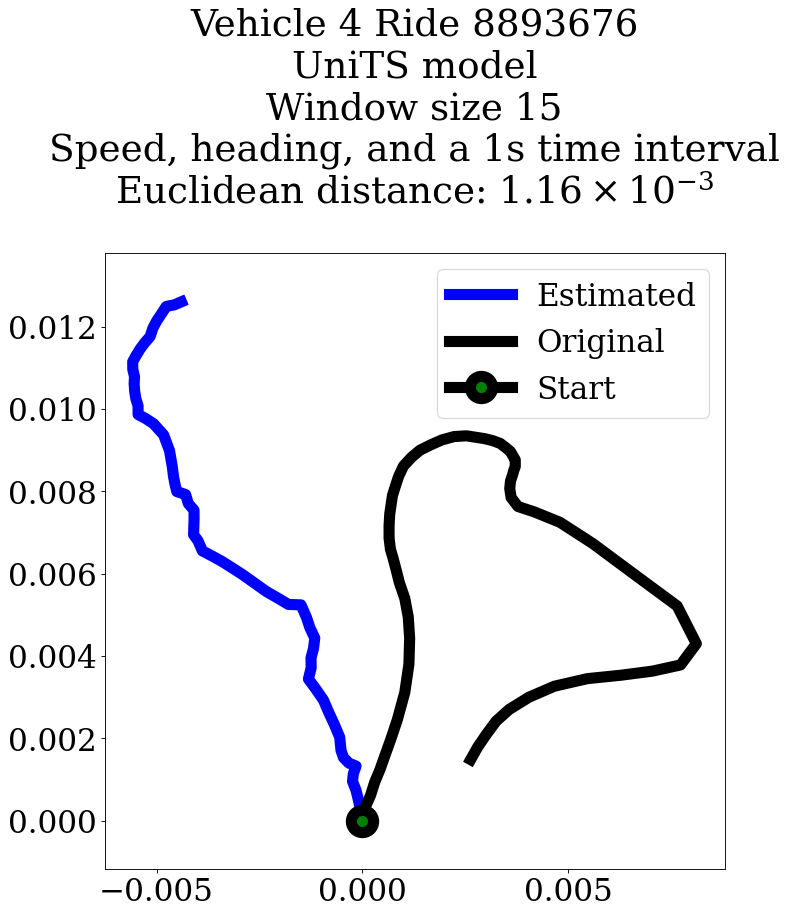 Vehicle 4 Ride 8893676
UniTS model
Window size 15
Speed, heading, and a 1s time interval
Euclidean distance: 1.16 × 10⁻³
Estimated
Original
Start
0.012
0.010
0.008
0.006
0.004
0.002
0.000
−0.005 0.000 0.005